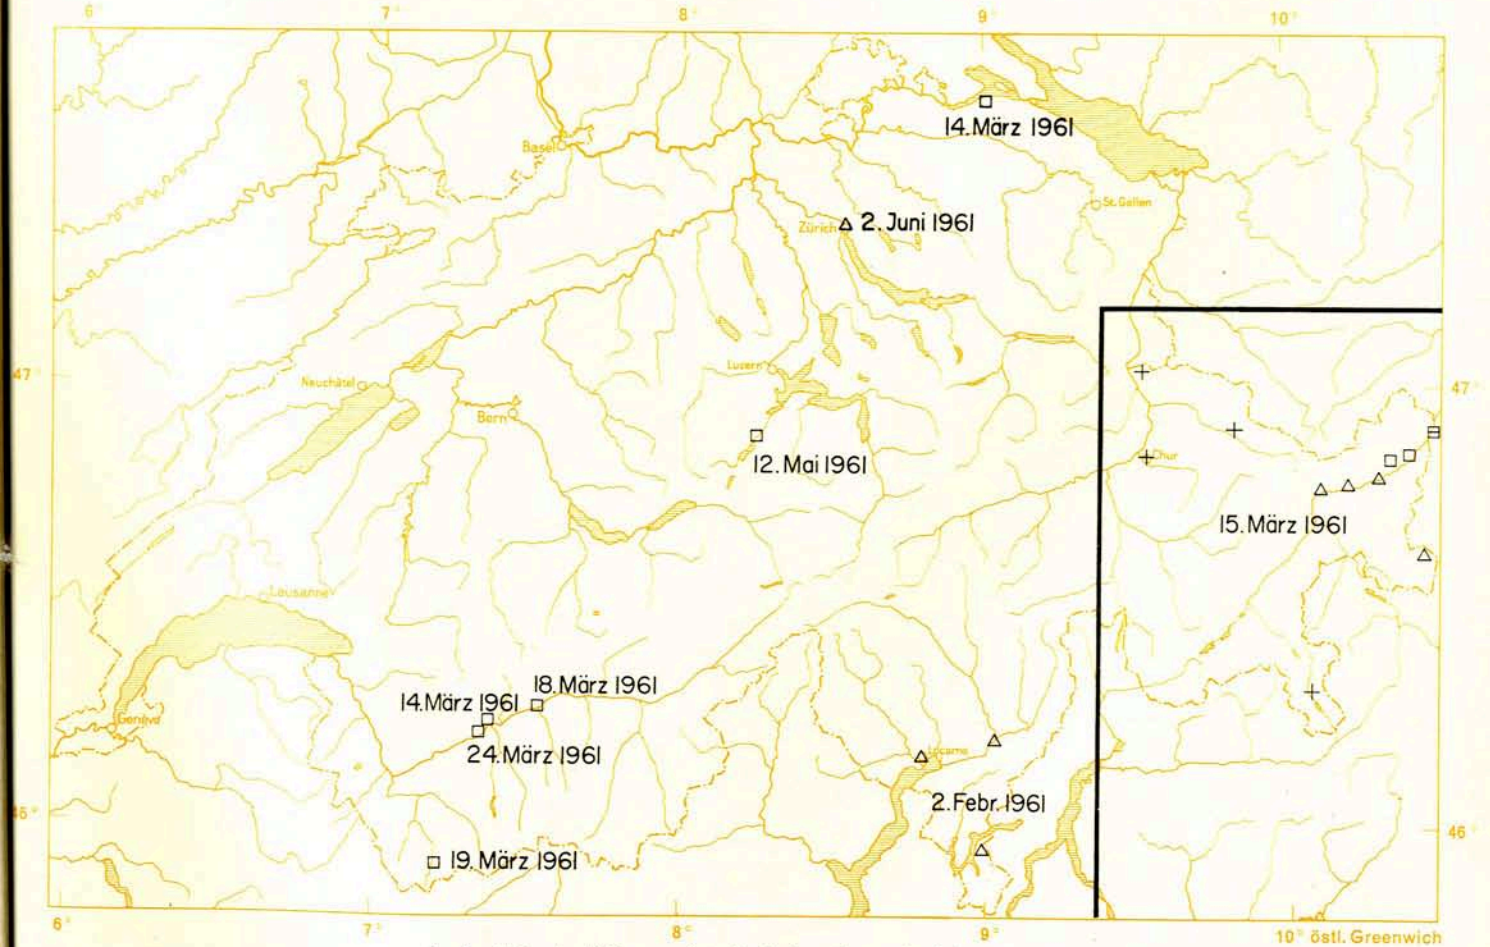 6° 7° 8° 9° 10°
14. März 1961
Basel
St. Gallen
Zürich 2. Juni 1961
Luzern
47° 47°
Neuchâtel
Bern
Chur
12. Mai 1961
15. März 1961
Lausanne
18. März 1961
14. März 1961
Genève
24. März 1961
Locarno
2. Febr. 1961
46° 46°
19. März 1961
6° 7° 8° 9° 10° östl. Greenwich